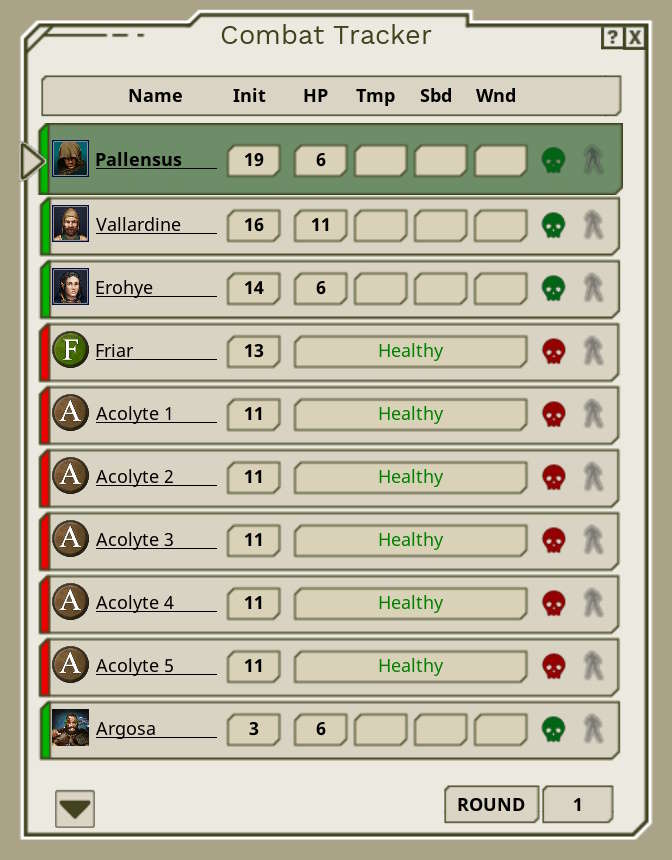 Combat Tracker
? X
Name Init HP Tmp Sbd Wnd
Pallensus 19 6
Vallardine 16 11
Erohye 14 6
F Friar 13 Healthy
A Acolyte 1 11 Healthy
A Acolyte 2 11 Healthy
A Acolyte 3 11 Healthy
A Acolyte 4 11 Healthy
A Acolyte 5 11 Healthy
Argosa 3 6
ROUND 1